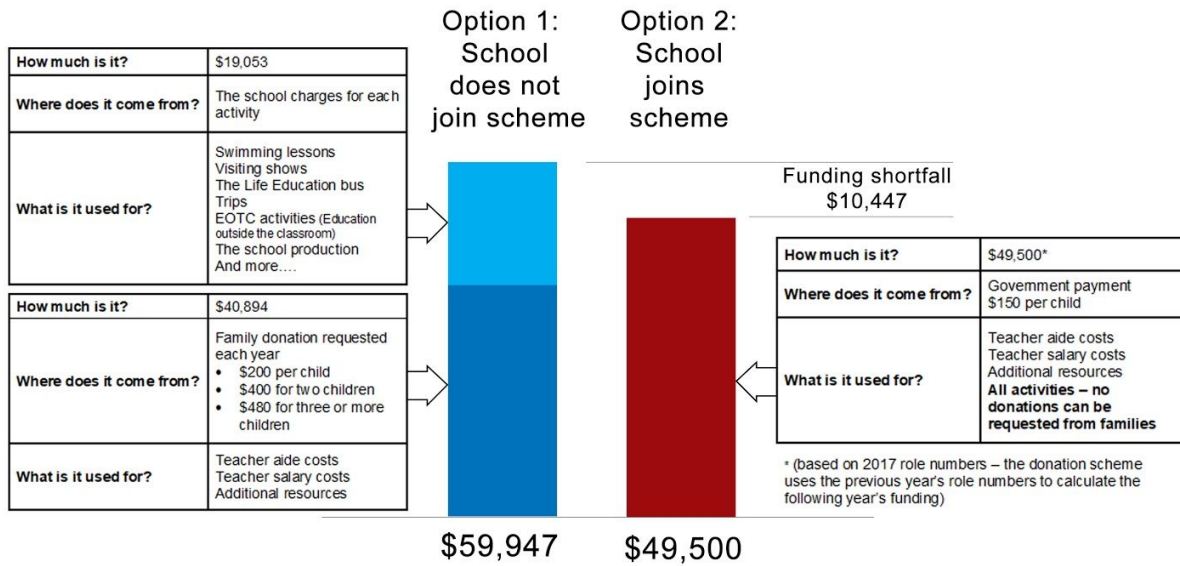 Option 1:
School
does not
join scheme
Option 2:
School
joins
scheme
How much is it? $19,053
Where does it come from? The school charges for each
activity
What is it used for? Swimming lessons
Visiting shows
The Life Education bus
Trips
EOTC activities (Education
outside the classroom)
The school production
And more....
How much is it? $40,894
Where does it come from? Family donation requested
each year
• $200 per child
• $400 for two children
• $480 for three or more
children
What is it used for? Teacher aide costs
Teacher salary costs
Additional resources
Funding shortfall
$10,447
How much is it? $49,500*
Where does it come from? Government payment
$150 per child
What is it used for? Teacher aide costs
Teacher salary costs
Additional resources
All activities – no
donations can be
requested from families
* (based on 2017 role numbers – the donation scheme
uses the previous year's role numbers to calculate the
following year's funding)
$59,947
$49,500